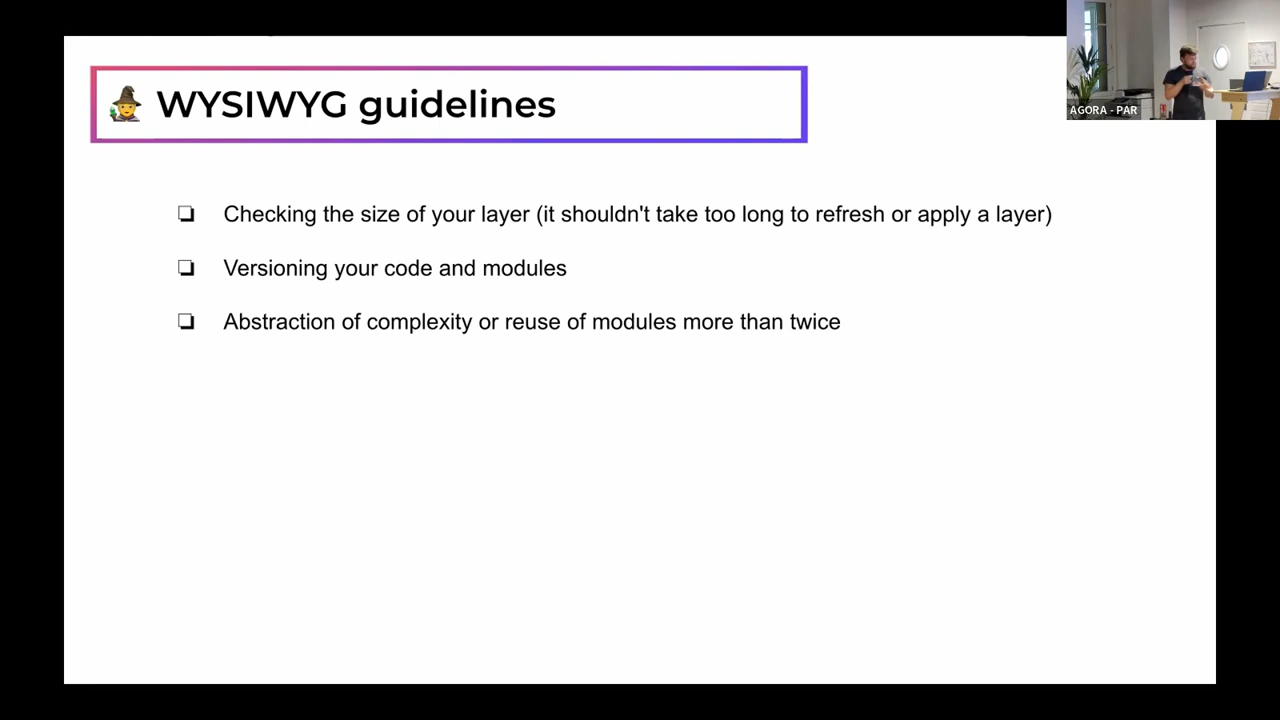 WYSIWYG guidelines
AGORA - PAR
❏ Checking the size of your layer (it shouldn't take too long to refresh or apply a layer)
❏ Versioning your code and modules
❏ Abstraction of complexity or reuse of modules more than twice